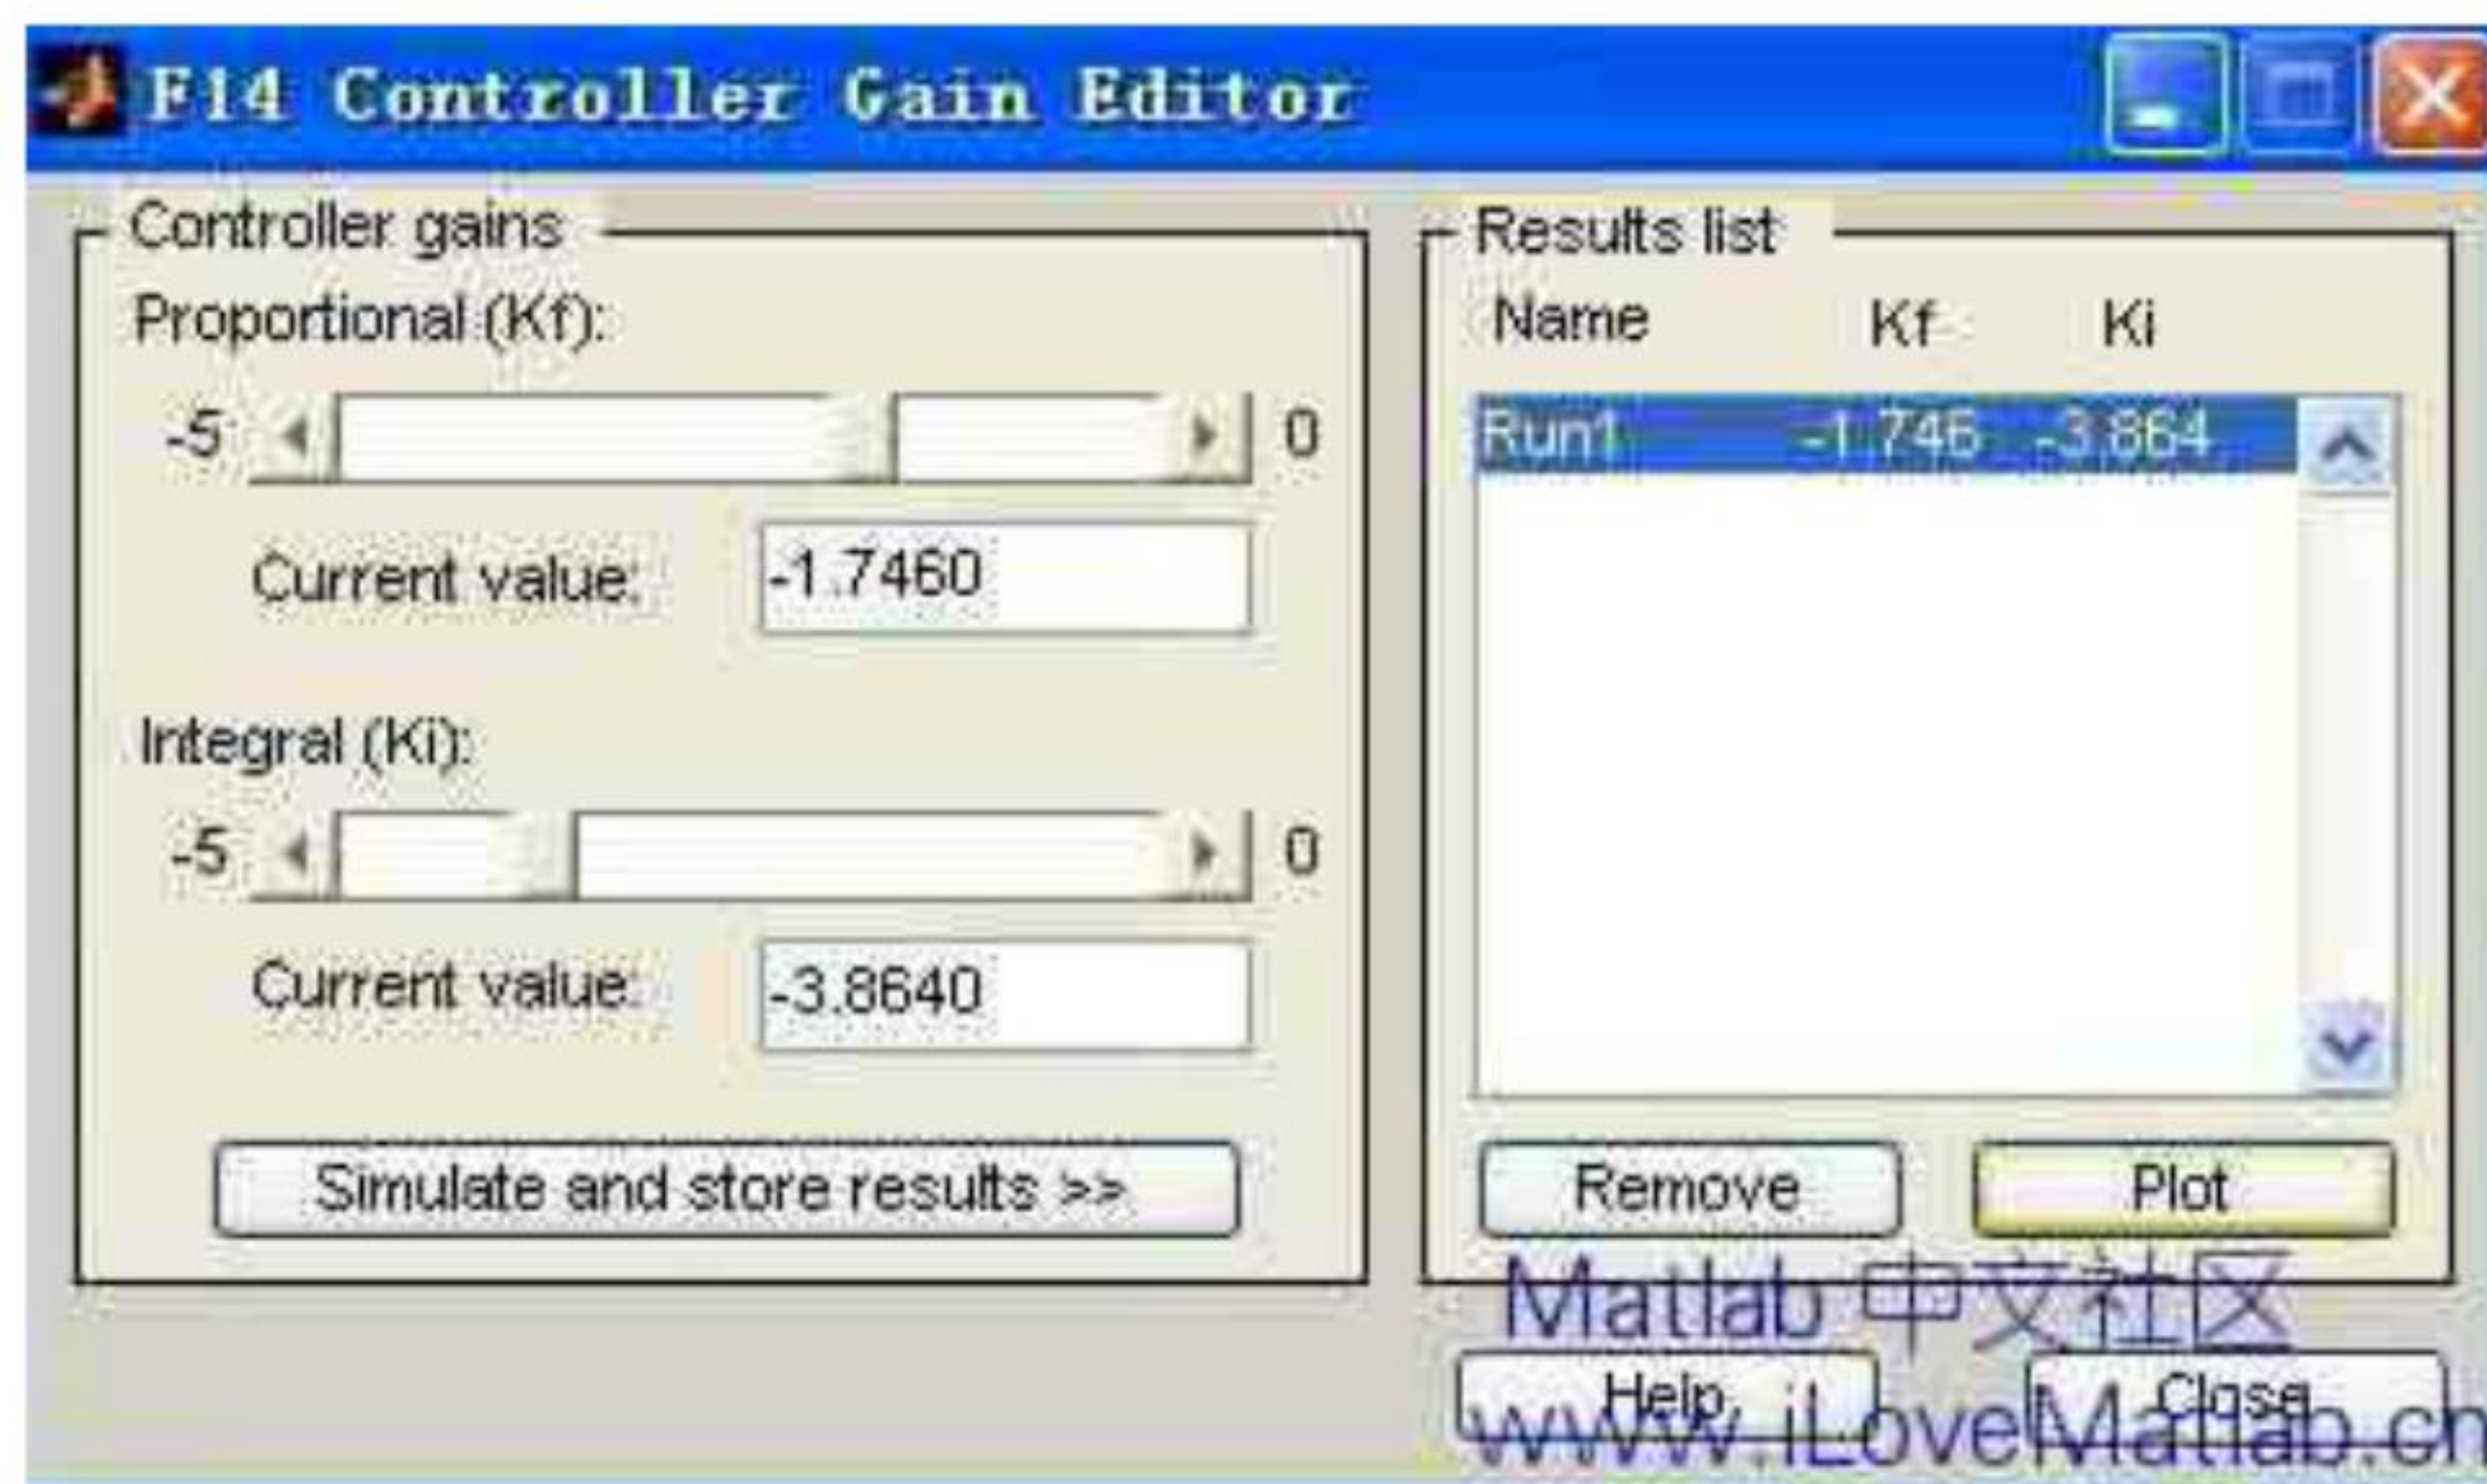 F14 Controller Gain Editor
Controller gains
Proportional (Kf):
-5 0
Current value:
-1.7460
Integral (Ki):
-5 0
Current value:
-3.8640
Simulate and store results >>
Results list
Name Kf Ki
Run1 -1.746 -3.864
Remove Plot
Matlab 中文社区
Help Close
www.iLoveMatlab.cn